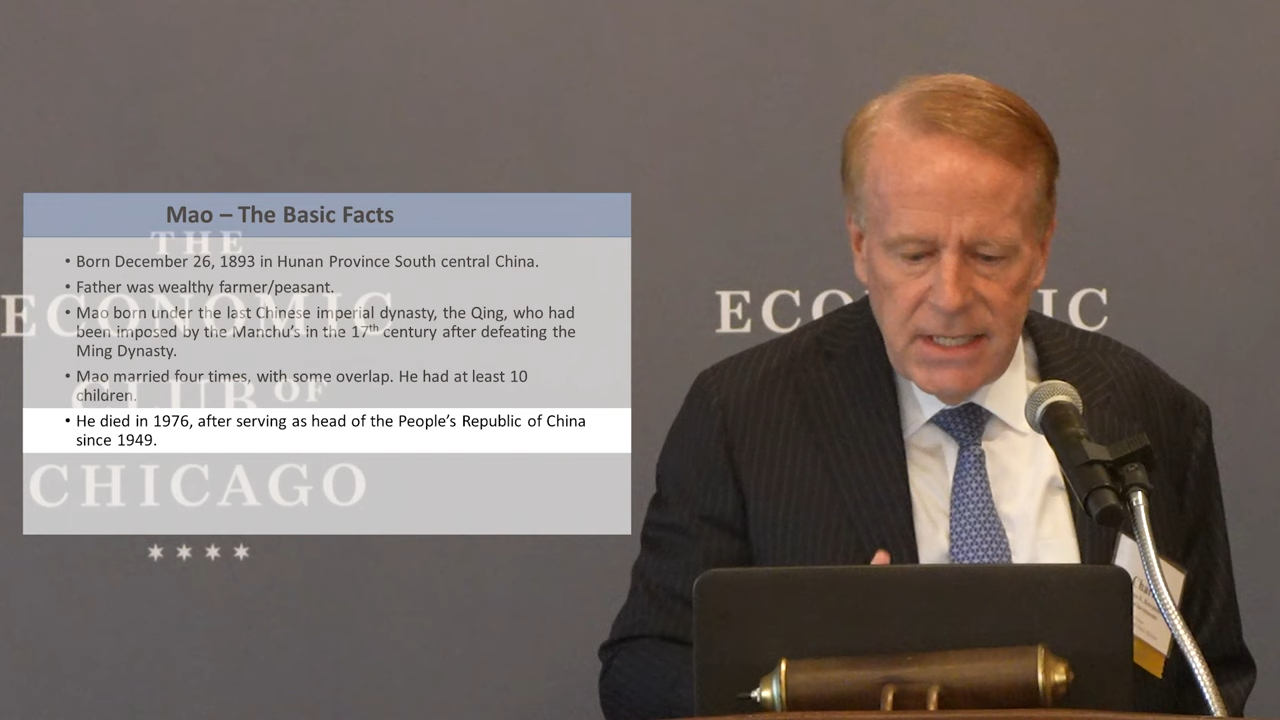 Mao – The Basic Facts
• Born December 26, 1893 in Hunan Province South central China.
• Father was wealthy farmer/peasant.
• Mao born under the last Chinese imperial dynasty, the Qing, who had
been imposed by the Manchu's in the 17th century after defeating the
Ming Dynasty.
• Mao married four times, with some overlap. He had at least 10
children.
• He died in 1976, after serving as head of the People's Republic of China
since 1949.
THE
ECONOMIC
CLUB OF
CHICAGO
ECONOMIC